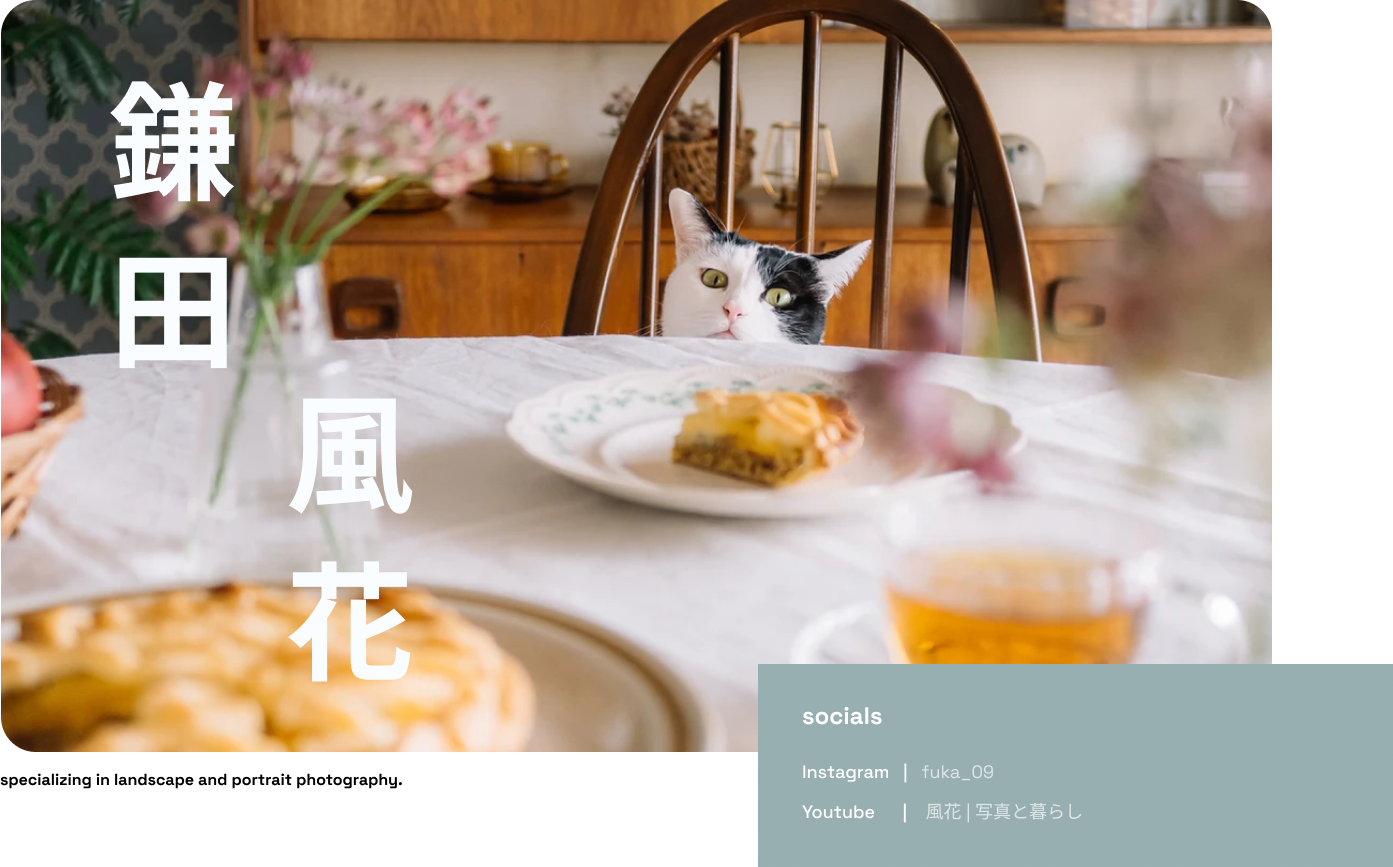 鎌田
風花
specializing in landscape and portrait photography.
socials
Instagram | fuka_09
Youtube | 風花 | 写真と暮らし